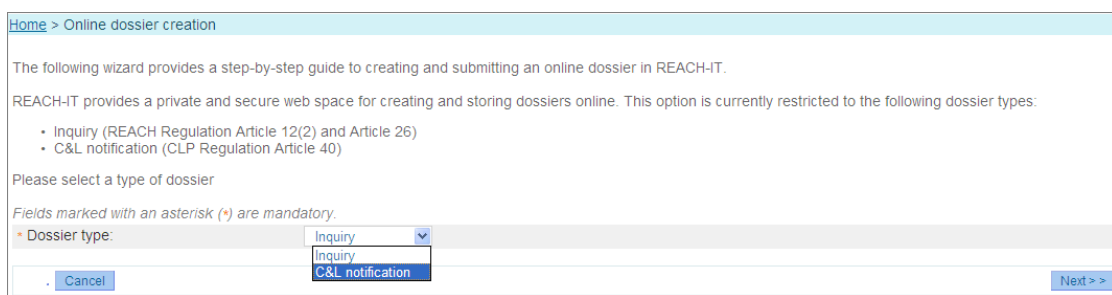 Home > Online dossier creation
The following wizard provides a step-by-step guide to creating and submitting an online dossier in REACH-IT.
REACH-IT provides a private and secure web space for creating and storing dossiers online. This option is currently restricted to the following dossier types:
• Inquiry (REACH Regulation Article 12(2) and Article 26)
• C&L notification (CLP Regulation Article 40)
Please select a type of dossier
Fields marked with an asterisk (*) are mandatory.
* Dossier type: Inquiry
Inquiry
C&L notification
. Cancel Next > >